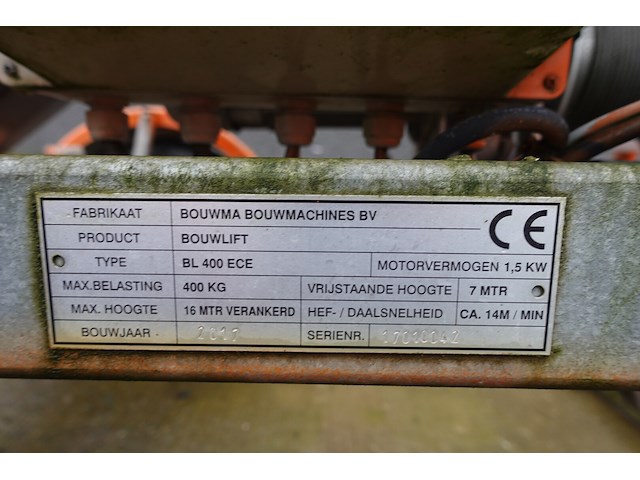 FABRIKAAT BOUWMA BOUWMACHINES BV CE
PRODUCT BOUWLIFT
TYPE BL 400 ECE MOTORVERMOGEN 1,5 KW
MAX.BELASTING 400 KG VRIJSTAANDE HOOGTE 7 MTR
MAX. HOOGTE 16 MTR VERANKERD HEF- / DAALSNELHEID CA. 14M / MIN
BOUWJAAR 2017 SERIENR.